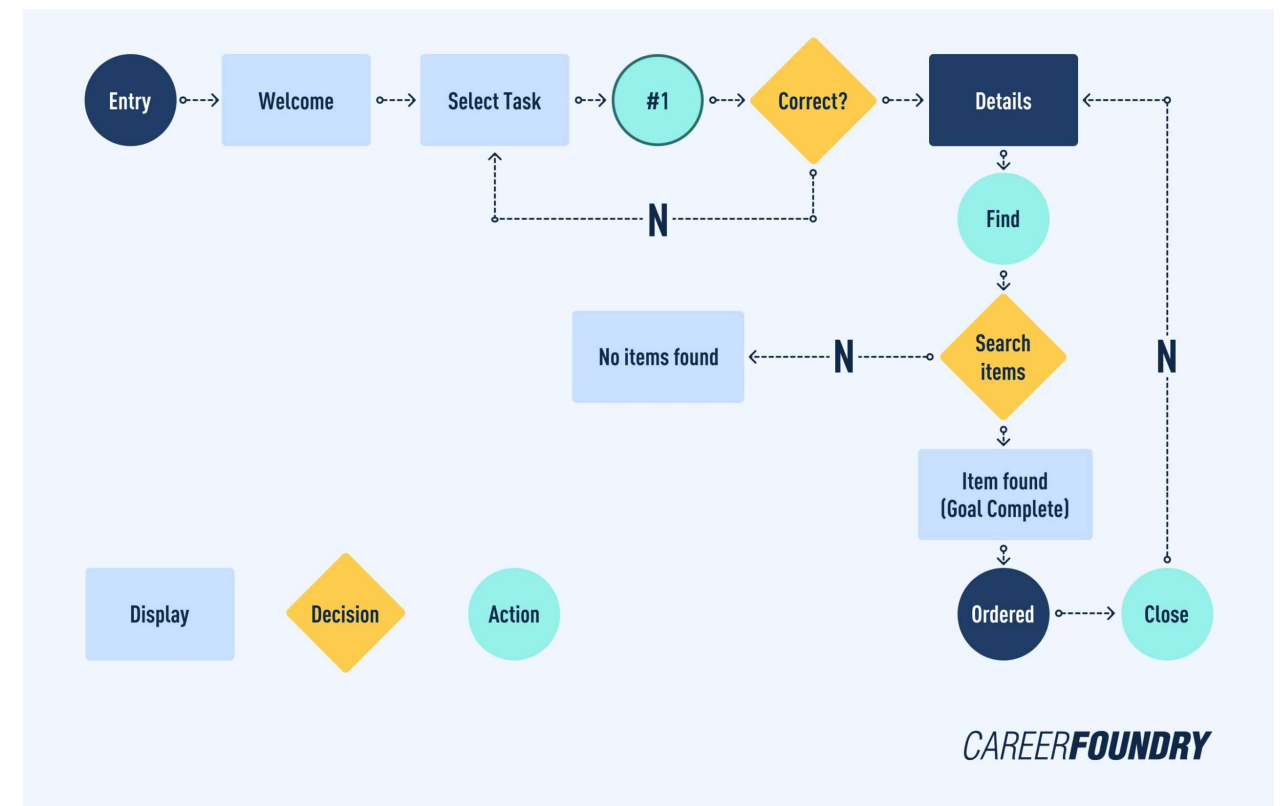 Entry
Welcome
Select Task
#1
Correct?
Details
N
Find
No items found
N
Search
items
N
Item found
(Goal Complete)
Display
Decision
Action
Ordered
Close
CAREERFOUNDRY